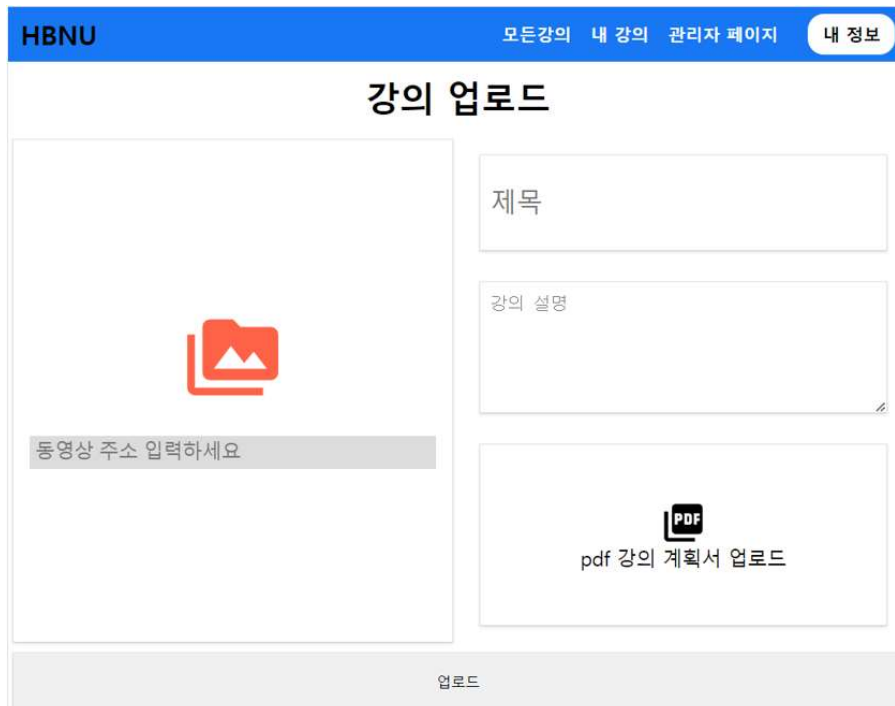 HBNU 모든강의 내 강의 관리자 페이지 내 정보
강의 업로드
동영상 주소 입력하세요
제목
강의 설명
PDF
pdf 강의 계획서 업로드
업로드